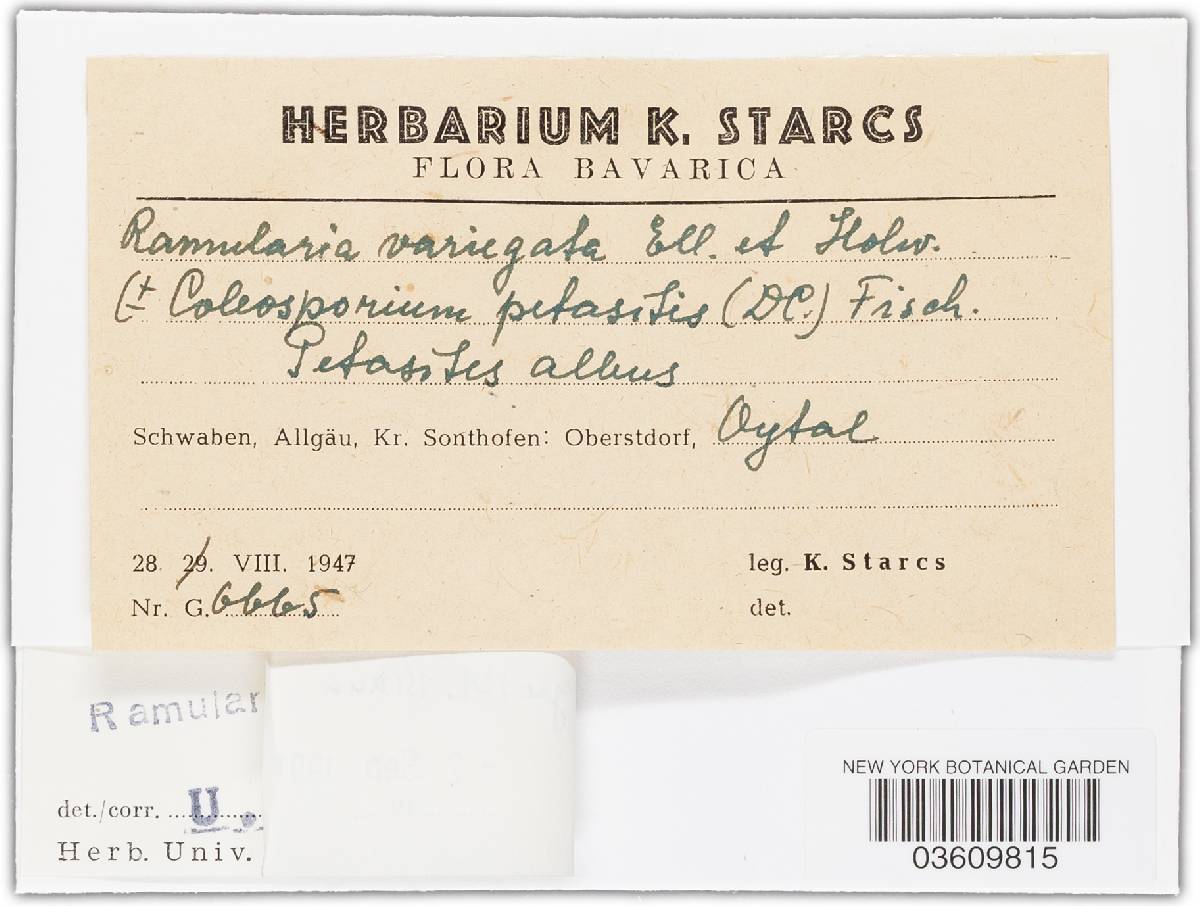 HERBARIUM K. STARCS
FLORA BAVARICA
Ramularia variegata Ell. et Holw.
(± Coleosporium petasitis (DC.) Fisch.
Petasites albus
Schwaben, Allgäu, Kr. Sonthofen: Oberstdorf, Oytal
28. 29. VIII. 1947 leg. K. Starcs
Nr. G. 6665 det.
Ramular
det./corr. U.
Herb. Univ.
NEW YORK BOTANICAL GARDEN
03609815